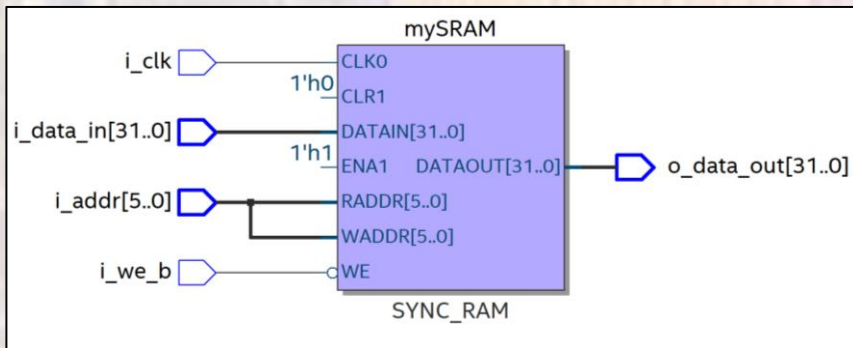 mySRAM
i_clk
CLK0
1'h0
CLR1
i_data_in[31..0]
DATAIN[31..0]
1'h1
ENA1 DATAOUT[31..0]
o_data_out[31..0]
i_addr[5..0]
RADDR[5..0]
WADDR[5..0]
i_we_b
WE
SYNC_RAM